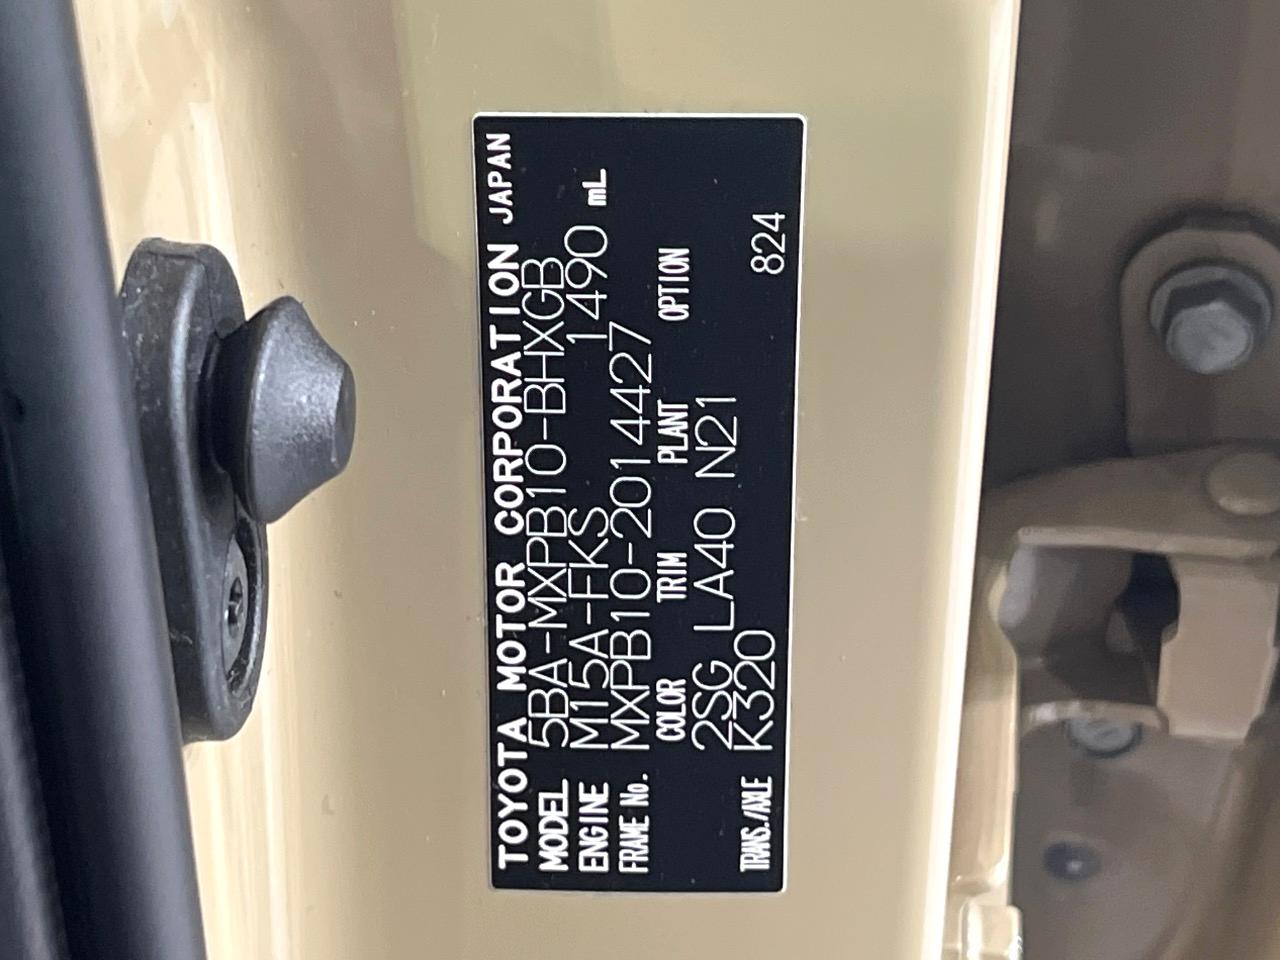 TOYOTA MOTOR CORPORATION JAPAN
MODEL 5BA-MXPB10-BHXGB
ENGINE M15A-FKS 1490 mL
FRAME No. MXPB10-2014427
COLOR TRIM PLANT OPTION
2SG LA40 N21
TRANS./AXLE K320 824